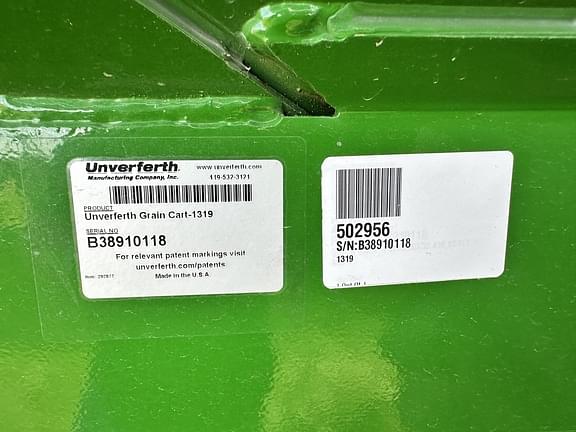 Unverferth www.unverferth.com
Manufacturing Company, Inc. 419-532-3121
PRODUCT
Unverferth Grain Cart-1319
SERIAL NO
B38910118
For relevant patent markings visit
unverferth.com/patents
Made in the U.S.A.
502956
S/N:B38910118
1319